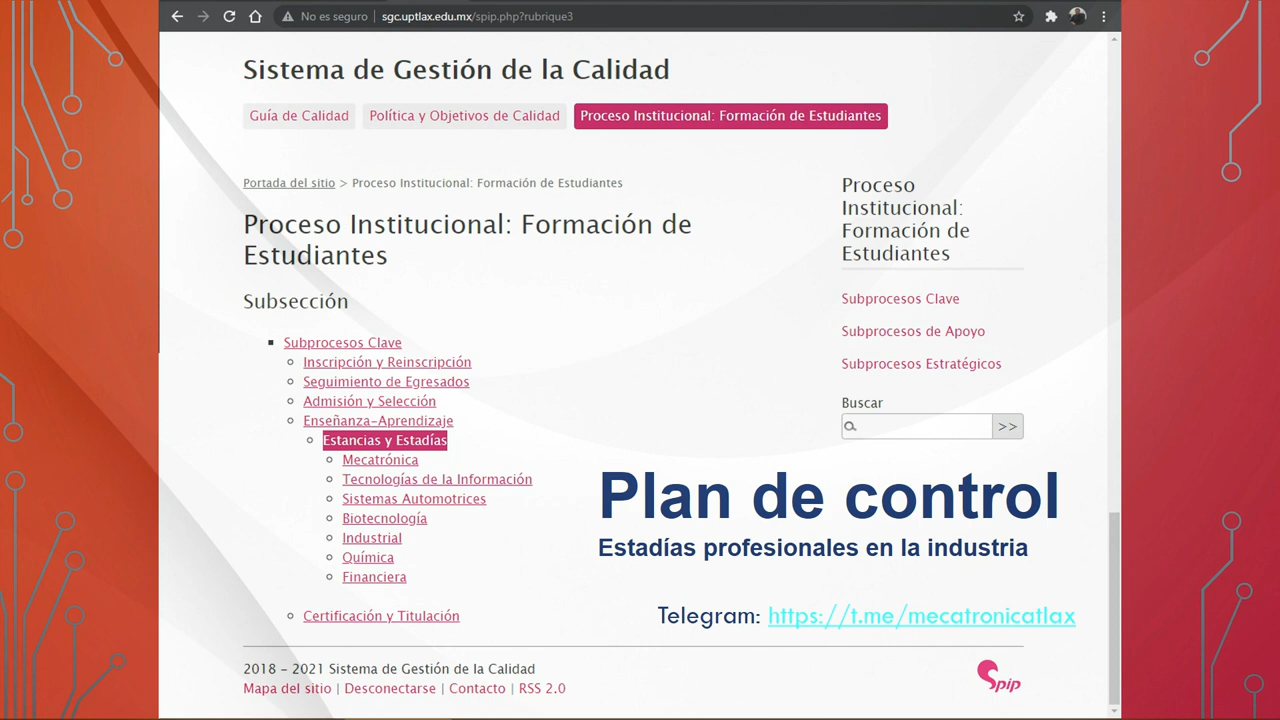 No es seguro | sgc.uptlax.edu.mx/spip.php?rubrique3
Sistema de Gestión de la Calidad
Guía de Calidad
Política y Objetivos de Calidad
Proceso Institucional: Formación de Estudiantes
Portada del sitio > Proceso Institucional: Formación de Estudiantes
Proceso Institucional: Formación de
Estudiantes
Subsección
Subprocesos Clave
Inscripción y Reinscripción
Seguimiento de Egresados
Admisión y Selección
Enseñanza-Aprendizaje
Estancias y Estadías
Mecatrónica
Tecnologías de la Información
Sistemas Automotrices
Biotecnología
Industrial
Química
Financiera
Certificación y Titulación
Proceso
Institucional:
Formación de
Estudiantes
Subprocesos Clave
Subprocesos de Apoyo
Subprocesos Estratégicos
Buscar
>>
Plan de control
Estadías profesionales en la industria
Telegram: https://t.me/mecatronicatlax
2018 - 2021 Sistema de Gestión de la Calidad
Mapa del sitio | Desconectarse | Contacto | RSS 2.0
Spip